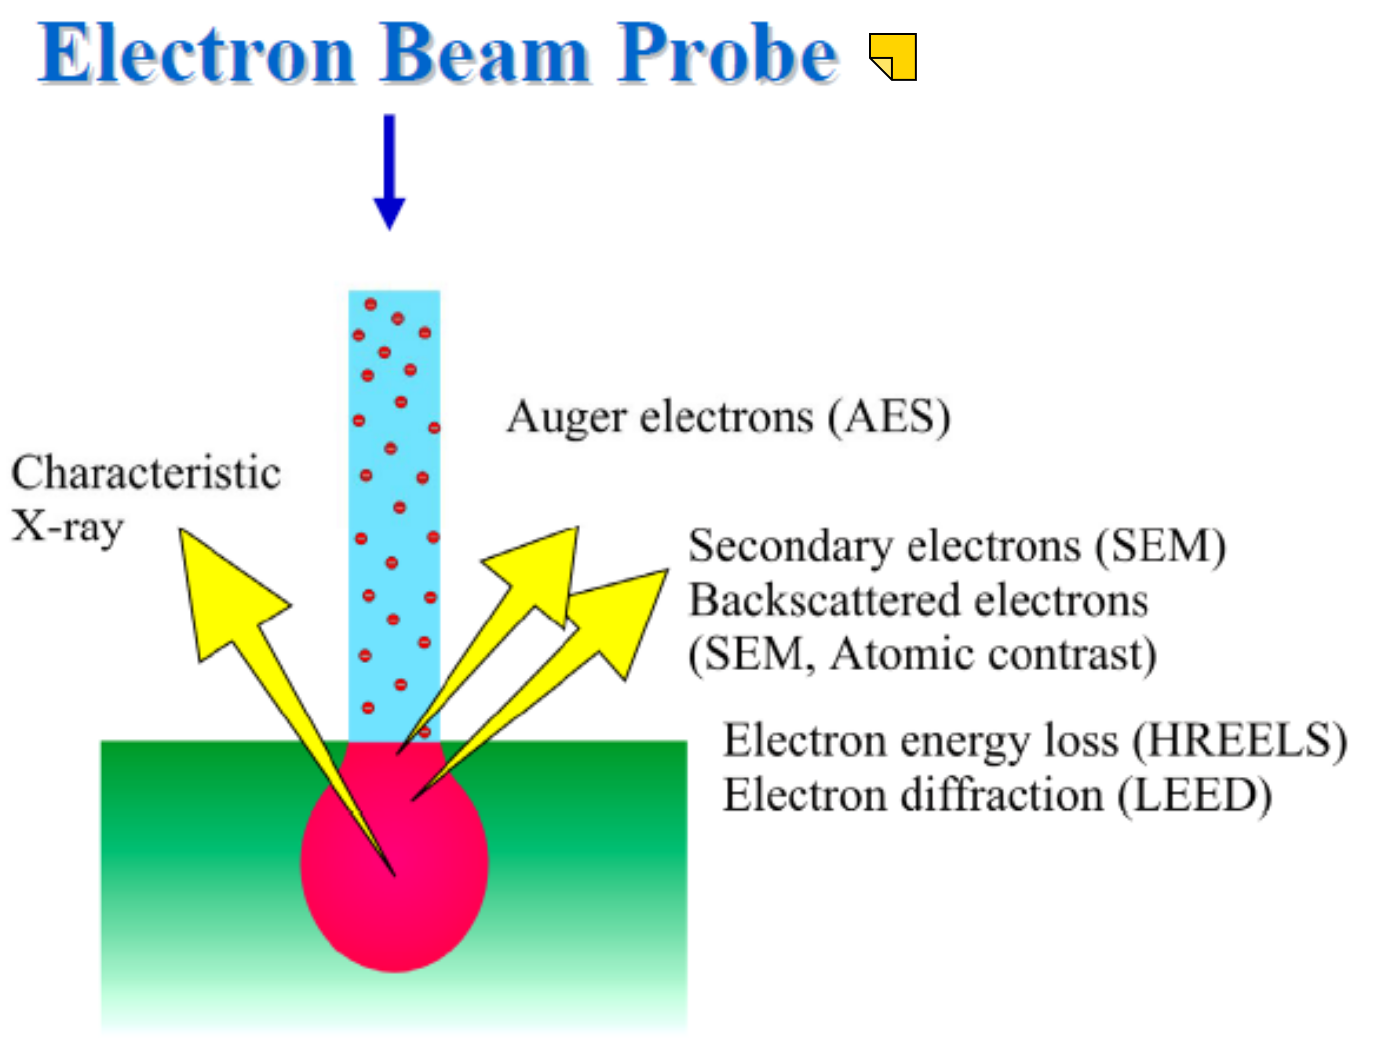 Electron Beam Probe
Auger electrons (AES)
Characteristic
X-ray
Secondary electrons (SEM)
Backscattered electrons
(SEM, Atomic contrast)
Electron energy loss (HREELS)
Electron diffraction (LEED)